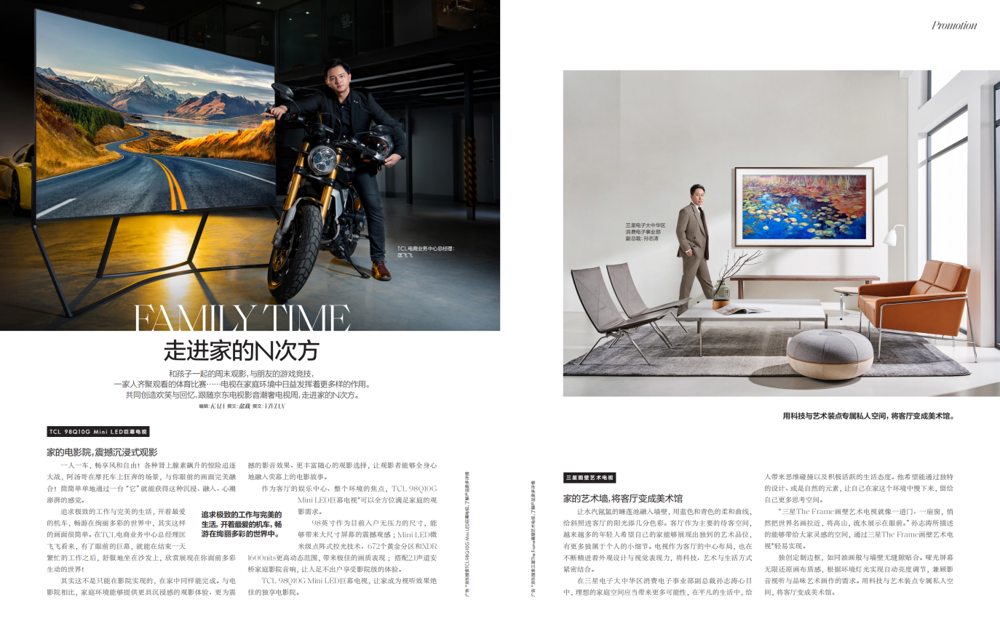 Promotion
TCL电商业务中心总经理：
匡飞飞
FAMILY TIME
走进家的N次方
和孩子一起的周末观影，与朋友的游戏竞技，
一家人齐聚观看的体育比赛……电视在家庭环境中日益发挥着更多样的作用。
共同创造欢笑与回忆，跟随京东电视影音潮奢电视周，走进家的N次方。
TCL 98Q10G Mini LED巨幕电视
家的电影院，震撼沉浸式观影
一人一车，畅享风和自由！各种肾上腺素飙升的惊险追逐
大战，阿汤哥在摩托车上狂奔的场景，与你眼前的画面完美融
合！简简单单地通过一台“它”就能获得这种沉浸、融入、心潮
澎湃的感觉。
追求极致的工作与完美的生活，开着最爱
的机车，畅游在绚丽多彩的世界中，其实这样
的画面很简单。在TCL电商业务中心总经理匡
飞飞看来，有了眼前的巨幕，就能在结束一天
繁忙的工作之后，舒服地坐在沙发上，欣赏展现在你面前多彩
生动的世界！
其实这不是只能在影院实现的，在家中同样能完成。与电
影院相比，家庭环境能够提供更具沉浸感的观影体验、更为震
追求极致的工作与完美的
生活，开着最爱的机车，畅
游在绚丽多彩的世界中。
撼的影音效果、更丰富随心的观影选择，让观影者能够全身心
地融入荧幕上的电影故事。
作为客厅的娱乐中心、整个环境的焦点，TCL 98Q10G
Mini LED巨幕电视*可以全方位满足家庭的观
影需求。
98英寸作为目前入户无压力的尺寸，能
够带来大尺寸屏幕的震撼观感；Mini LED微
米级点阵式控光技术、672个黄金分区和XDR
1600nits更高动态范围，带来极佳的画质表现；搭配2.1声道安
桥家庭影院音响，让人足不出户享受影院级的体验。
TCL 98Q10G Mini LED巨幕电视，让家成为视听效果绝
佳的独享电影院。
广告 *京东搜索TCL 98Q10G Mini LED巨幕电视，了解产品更多详情
三星电子大中华区
消费电子事业部
副总裁：孙志涛
用科技与艺术装点专属私人空间，将客厅变成美术馆。
广告 *京东搜索三星The Frame画壁艺术电视，了解产品更多详情
三星画壁艺术电视
家的艺术墙，将客厅变成美术馆
让水汽氤氲的睡莲池融入墙壁，用蓝色和青色的柔和曲线，
给斜照进客厅的阳光添几分色彩。客厅作为主要的待客空间，
越来越多的年轻人希望自己的家能够展现出独到的艺术品位，
有更多独属于个人的小细节。电视作为客厅的中心布局，也在
不断精进着外观设计与视觉表现力，将科技、艺术与生活方式
紧密结合。
在三星电子大中华区消费电子事业部副总裁孙志涛心目
中，理想的家庭空间应当带来更多可能性，在平凡的生活中，给
人带来思维碰撞以及积极活跃的生活态度。他希望能通过独特
的设计、或是自然的元素，让自己在家这个环境中慢下来，留给
自己更多思考空间。
“三星The Frame画壁艺术电视就像一道门、一扇窗，悄
然把世界名画拉近，将高山，流水展示在眼前。”孙志涛所描述
的能够带给大家灵感的空间，通过三星The Frame画壁艺术电
视*轻易实现。
独创定制边框，如同油画般与墙壁无缝隙贴合。哑光屏幕
无限还原画布质感，根据环境灯光实现自动亮度调节，兼顾影
音视听与品味艺术画作的需求。用科技与艺术装点专属私人空
间，将客厅变成美术馆。